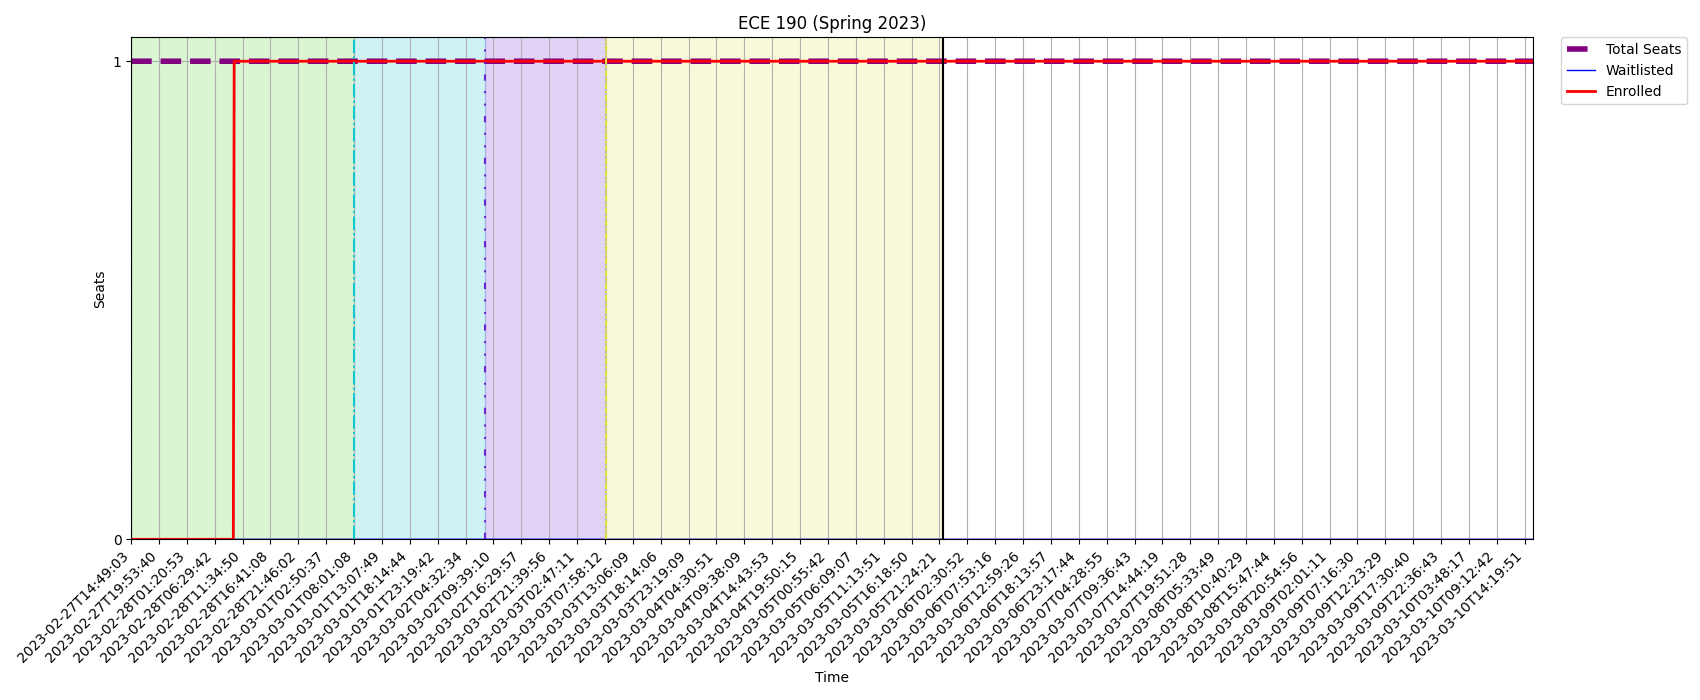 ECE 190 (Spring 2023)
Total Seats
Waitlisted
Enrolled
1
Seats
0
2023-02-27T14:49:03
2023-02-27T19:53:40
2023-02-28T01:20:53
2023-02-28T06:29:42
2023-02-28T11:34:50
2023-02-28T16:41:08
2023-02-28T21:46:02
2023-03-01T02:50:37
2023-03-01T08:01:08
2023-03-01T13:07:49
2023-03-01T18:14:44
2023-03-01T23:19:42
2023-03-02T04:32:34
2023-03-02T09:39:10
2023-03-02T16:29:57
2023-03-02T21:39:56
2023-03-03T02:47:11
2023-03-03T07:58:12
2023-03-03T13:06:09
2023-03-03T18:14:06
2023-03-03T23:19:09
2023-03-04T04:30:51
2023-03-04T09:38:09
2023-03-04T14:43:53
2023-03-04T19:50:15
2023-03-05T00:55:42
2023-03-05T06:09:07
2023-03-05T11:13:51
2023-03-05T16:18:50
2023-03-05T21:24:21
2023-03-06T02:30:52
2023-03-06T07:53:16
2023-03-06T12:59:26
2023-03-06T18:13:57
2023-03-06T23:17:44
2023-03-07T04:28:55
2023-03-07T09:36:43
2023-03-07T14:44:19
2023-03-07T19:51:28
2023-03-08T05:33:49
2023-03-08T10:40:29
2023-03-08T15:47:44
2023-03-08T20:54:56
2023-03-09T02:01:11
2023-03-09T07:16:30
2023-03-09T12:23:29
2023-03-09T17:30:40
2023-03-09T22:36:43
2023-03-10T03:48:17
2023-03-10T09:12:42
2023-03-10T14:19:51
Time